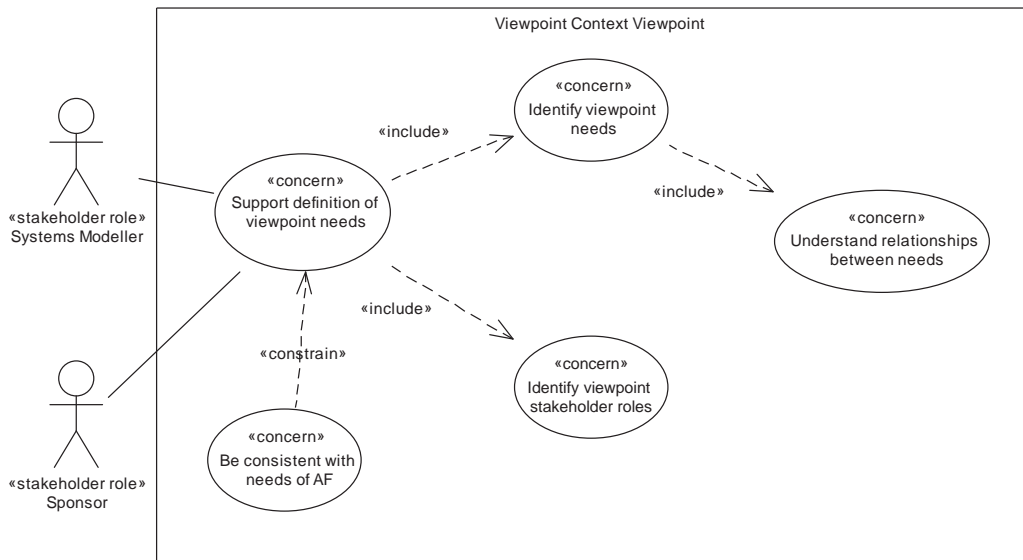 Viewpoint Context Viewpoint
«concern»
Identify viewpoint
needs
«include»
«concern»
Support definition of
viewpoint needs
«include»
«stakeholder role»
Systems Modeller
«concern»
Understand relationships
between needs
«include»
«constrain»
«concern»
Identify viewpoint
stakeholder roles
«concern»
Be consistent with
needs of AF
«stakeholder role»
Sponsor